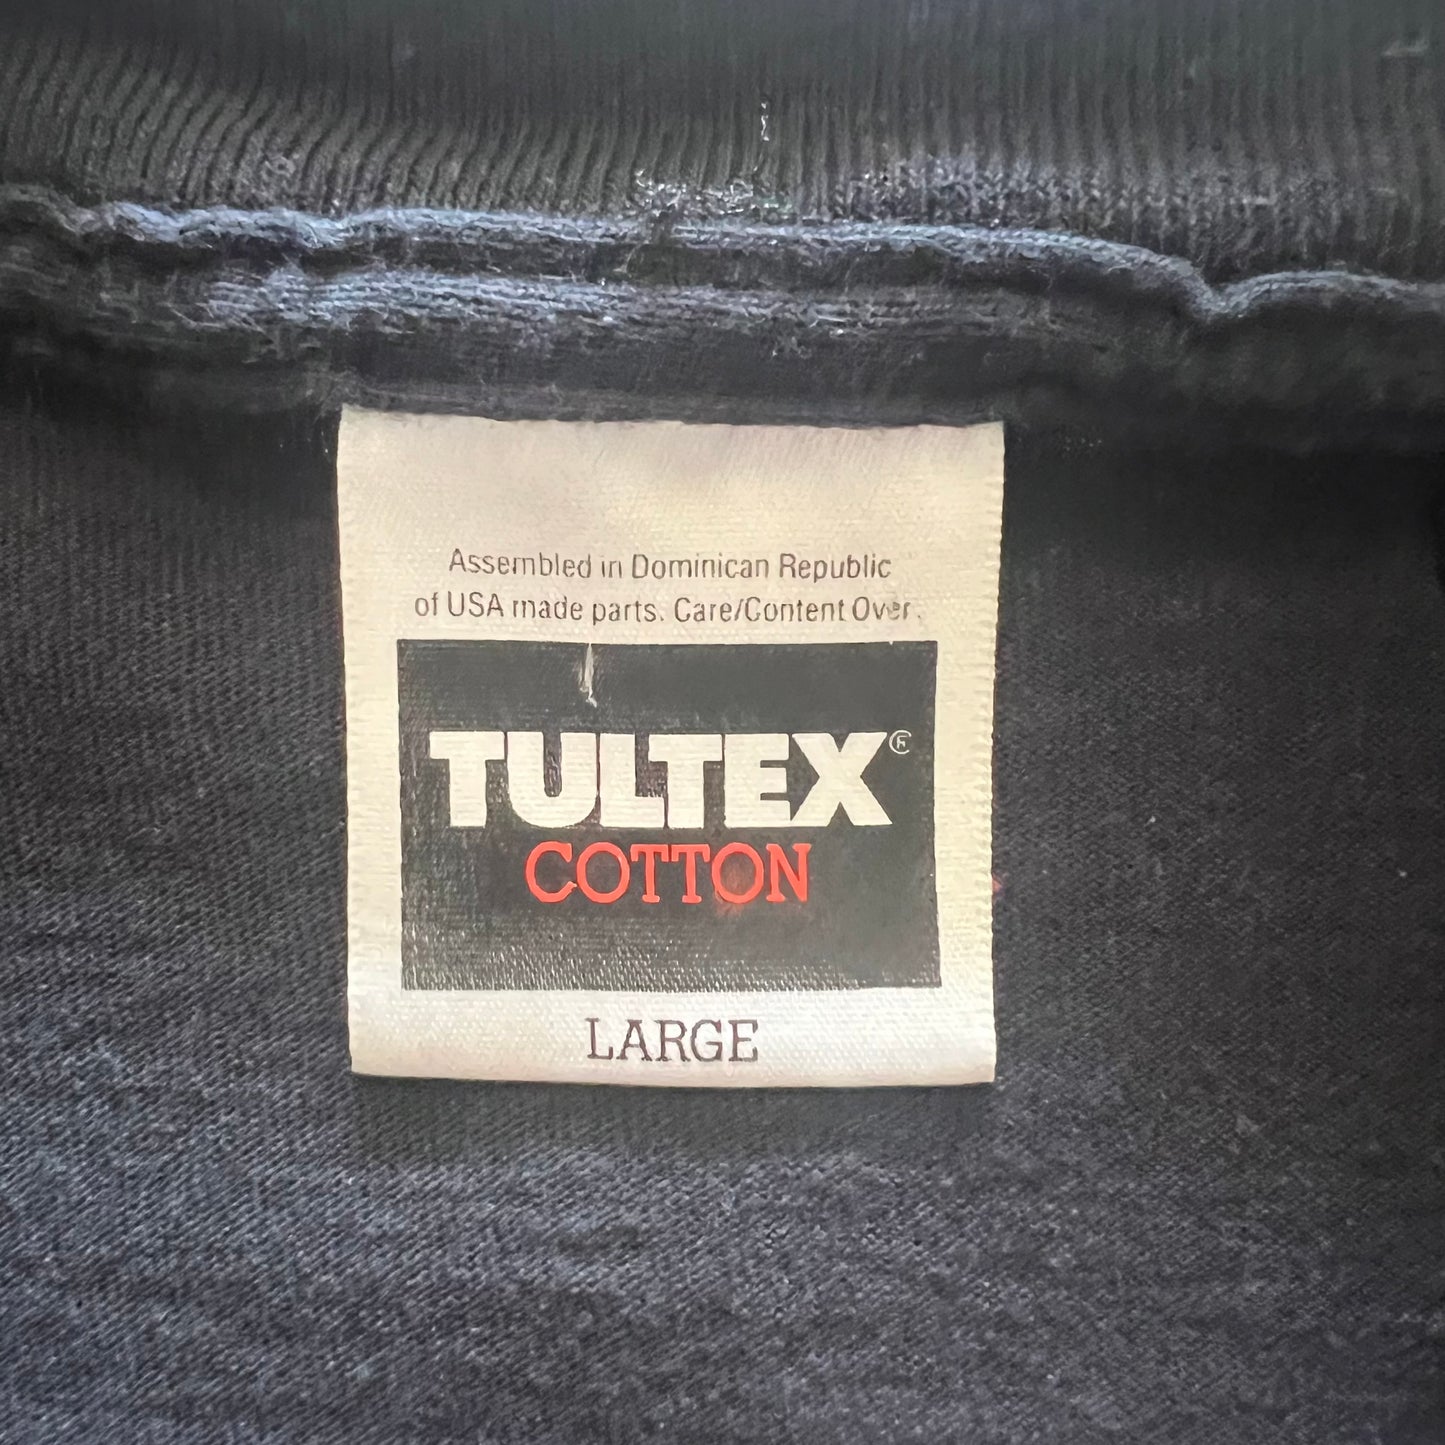 Assembled in Dominican Republic
of USA made parts. Care/Content Over.
TULTEX®
COTTON
LARGE